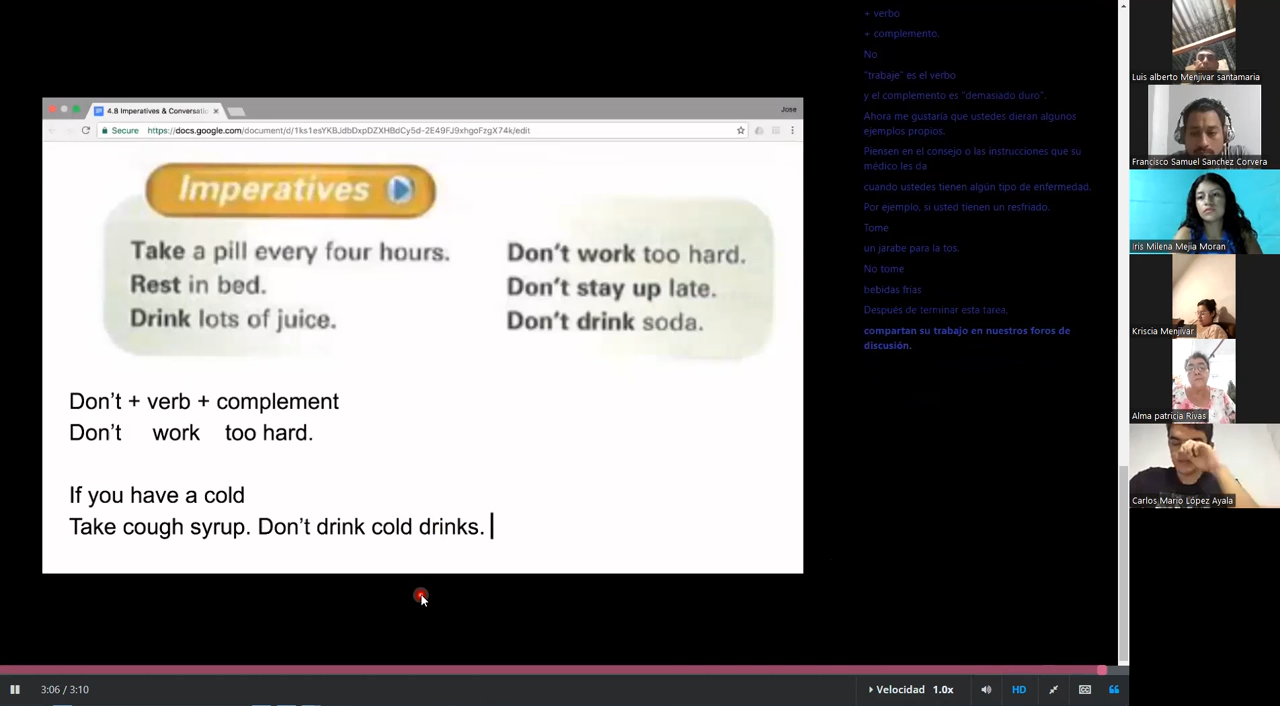 4.8 Imperatives & Conversatio
Jose
Secure
https://docs.google.com/document/d/1ks1esYKBJdbDxpDZXHBdCy5d-2E49FJ9xhgoFzgX74k/edit
Imperatives
Take a pill every four hours.
Rest in bed.
Drink lots of juice.
Don't work too hard.
Don't stay up late.
Don't drink soda.
Don't + verb + complement
Don't work too hard.
If you have a cold
Take cough syrup. Don't drink cold drinks.
+ verbo
+ complemento.
No
"trabaje" es el verbo
y el complemento es "demasiado duro".
Ahora me gustaría que ustedes dieran algunos
ejemplos propios.
Piensen en el consejo o las instrucciones que su
médico les da
cuando ustedes tienen algún tipo de enfermedad.
Por ejemplo, si usted tienen un resfriado.
Tome
un jarabe para la tos.
No tome
bebidas frías
Después de terminar esta tarea,
compartan su trabajo en nuestros foros de
discusión.
Luis alberto Menjivar santamaria
Francisco Samuel Sanchez Corvera
Iris Milena Mejía Moran
Kriscia Menjívar
Alma patricia Rivas
Carlos Mario López Ayala
3:06 / 3:10
Velocidad 1.0x
HD
CC